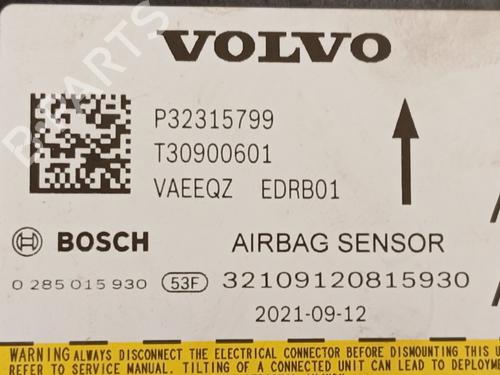 VOLVO
P32315799
T30900601
VAEEQZ EDRB01
BOSCH AIRBAG SENSOR
0 285 015 930 53F 32109120815930
2021-09-12
WARNING ALWAYS DISCONNECT THE ELECTRICAL CONNECTOR BEFORE DISMOUNTING THIS U
REFER TO SERVICE MANUAL. TILTING OF A CONNECTED UNIT CAN LEAD TO DEPLOYM